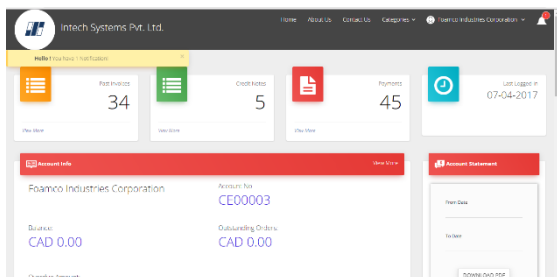 Intech Systems Pvt. Ltd.
Home About Us Contact Us Categories Foamco Industries Corporation
Hello ! You have 1 Notification! ×
Past Invoices
34
View More
Credit Notes
5
View More
Payments
45
View More
Last Logged In
07-04-2017
Account Info View More
Foamco Industries Corporation
Account No
CE00003
Balance
CAD 0.00
Outstanding Orders
CAD 0.00
Overdue Amount
Account Statement
From Date
To Date
DOWNLOAD PDF